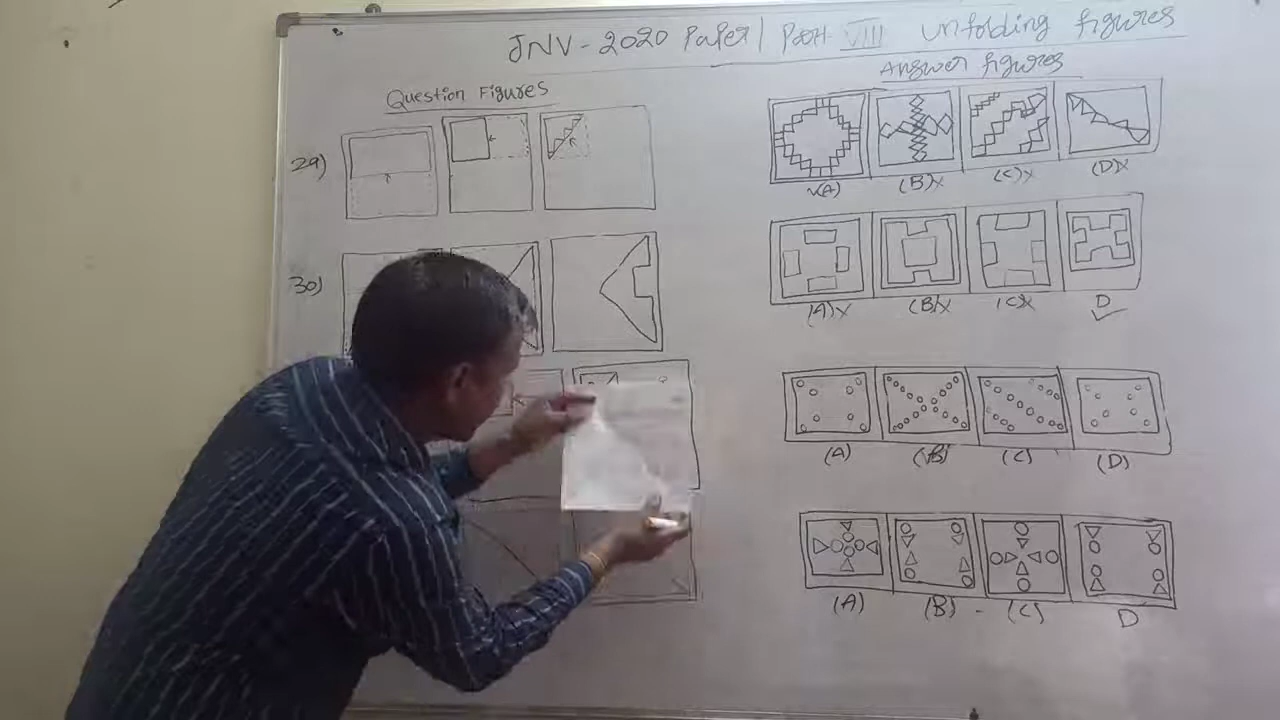 JNV-2020 Paper/ Part-VIII Unfolding figures
Question Figures
Answer figures
29)
√(A) (B)x (C)x (D)x
30)
(A)x (B)x (C)x D ✓
(A) (√B) (C) (D)
(A) (B) - (C) D